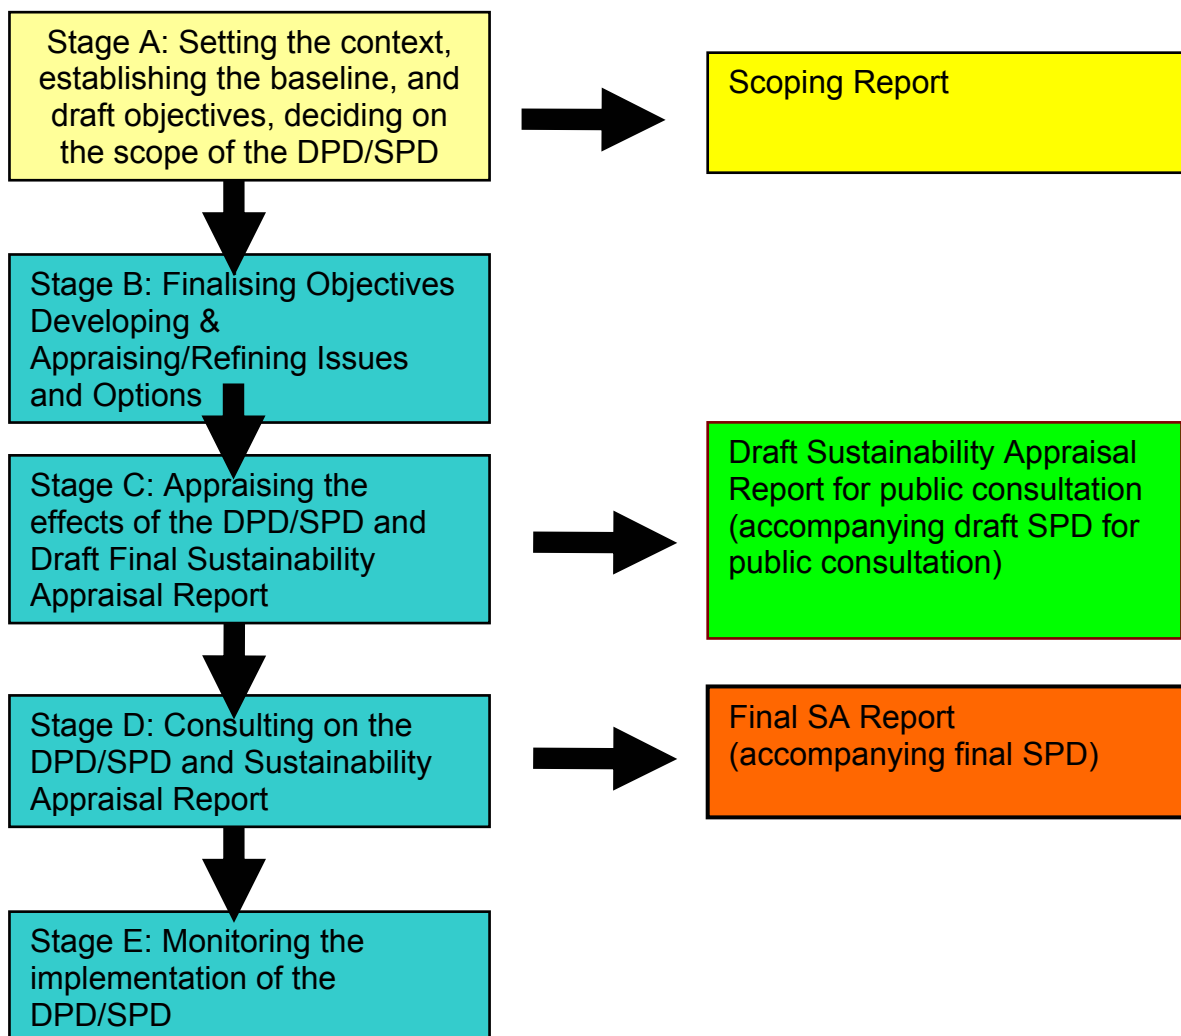 Stage A: Setting the context,
establishing the baseline, and
draft objectives, deciding on
the scope of the DPD/SPD
Scoping Report
Stage B: Finalising Objectives
Developing &
Appraising/Refining Issues
and Options
Stage C: Appraising the
effects of the DPD/SPD and
Draft Final Sustainability
Appraisal Report
Draft Sustainability Appraisal
Report for public consultation
(accompanying draft SPD for
public consultation)
Stage D: Consulting on the
DPD/SPD and Sustainability
Appraisal Report
Final SA Report
(accompanying final SPD)
Stage E: Monitoring the
implementation of the
DPD/SPD